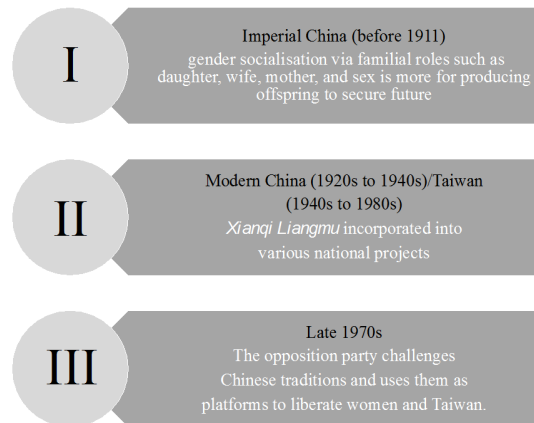 I
Imperial China (before 1911)
gender socialisation via familial roles such as
daughter, wife, mother, and sex is more for producing
offspring to secure future
II
Modern China (1920s to 1940s)/Taiwan
(1940s to 1980s)
Xianqi Liangmu incorporated into
various national projects
III
Late 1970s
The opposition party challenges
Chinese traditions and uses them as
platforms to liberate women and Taiwan.